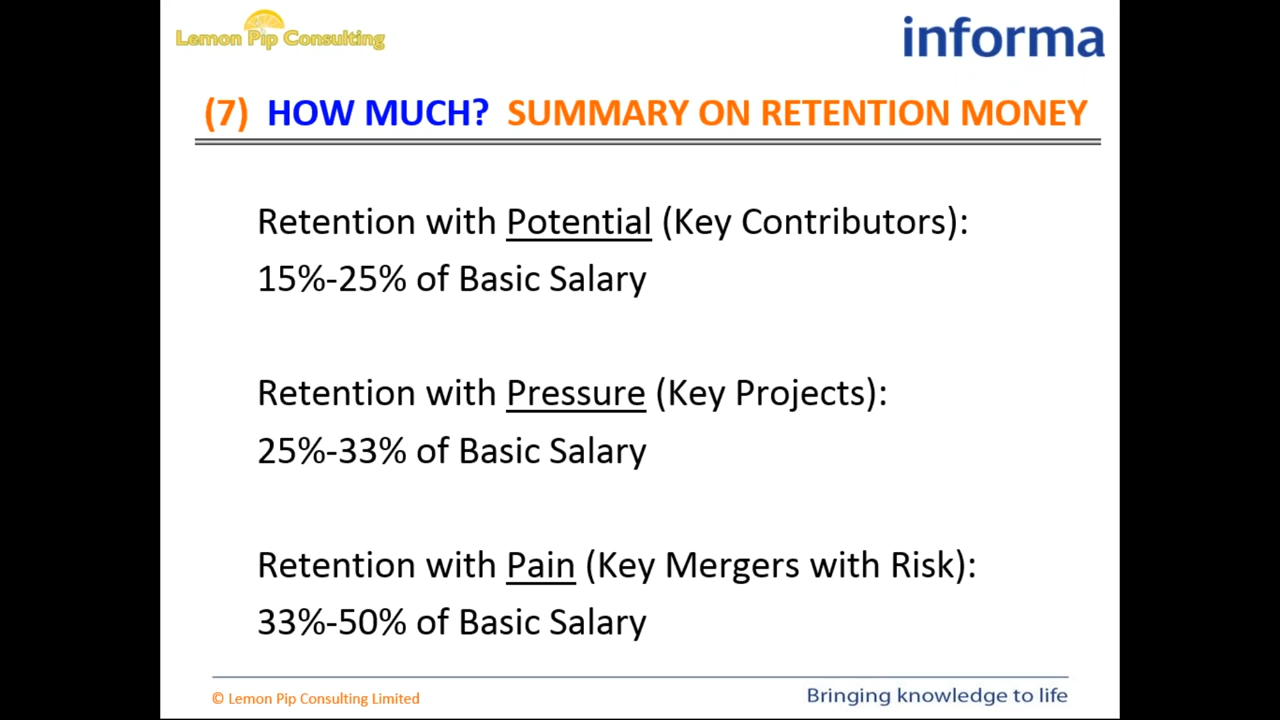 Lemon Pip Consulting
informa
(7) HOW MUCH? SUMMARY ON RETENTION MONEY
Retention with Potential (Key Contributors):
15%-25% of Basic Salary
Retention with Pressure (Key Projects):
25%-33% of Basic Salary
Retention with Pain (Key Mergers with Risk):
33%-50% of Basic Salary
© Lemon Pip Consulting Limited
Bringing knowledge to life